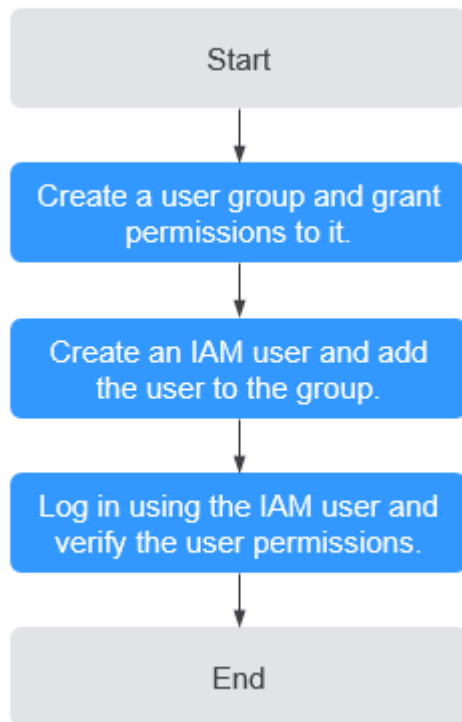 Start
Create a user group and grant
permissions to it.
Create an IAM user and add
the user to the group.
Log in using the IAM user and
verify the user permissions.
End